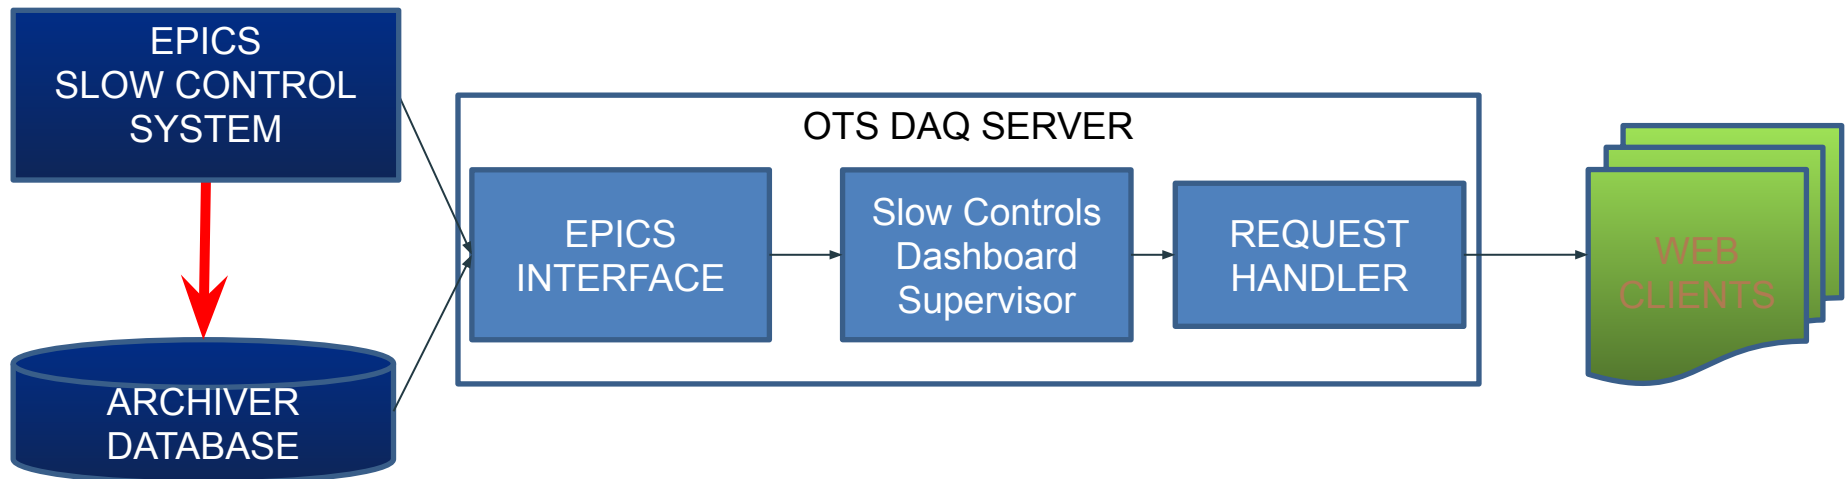 EPICS
SLOW CONTROL
SYSTEM
ARCHIVER
DATABASE
OTS DAQ SERVER
EPICS
INTERFACE
Slow Controls
Dashboard
Supervisor
REQUEST
HANDLER
WEB
CLIENTS